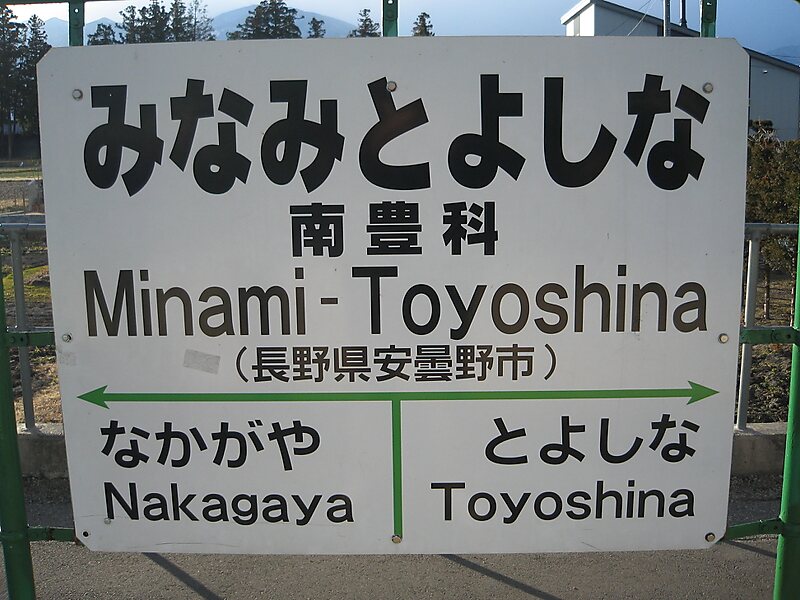 みなみとよしな
南豊科
Minami-Toyoshina
（長野県安曇野市）
なかがや とよしな
Nakagaya Toyoshina